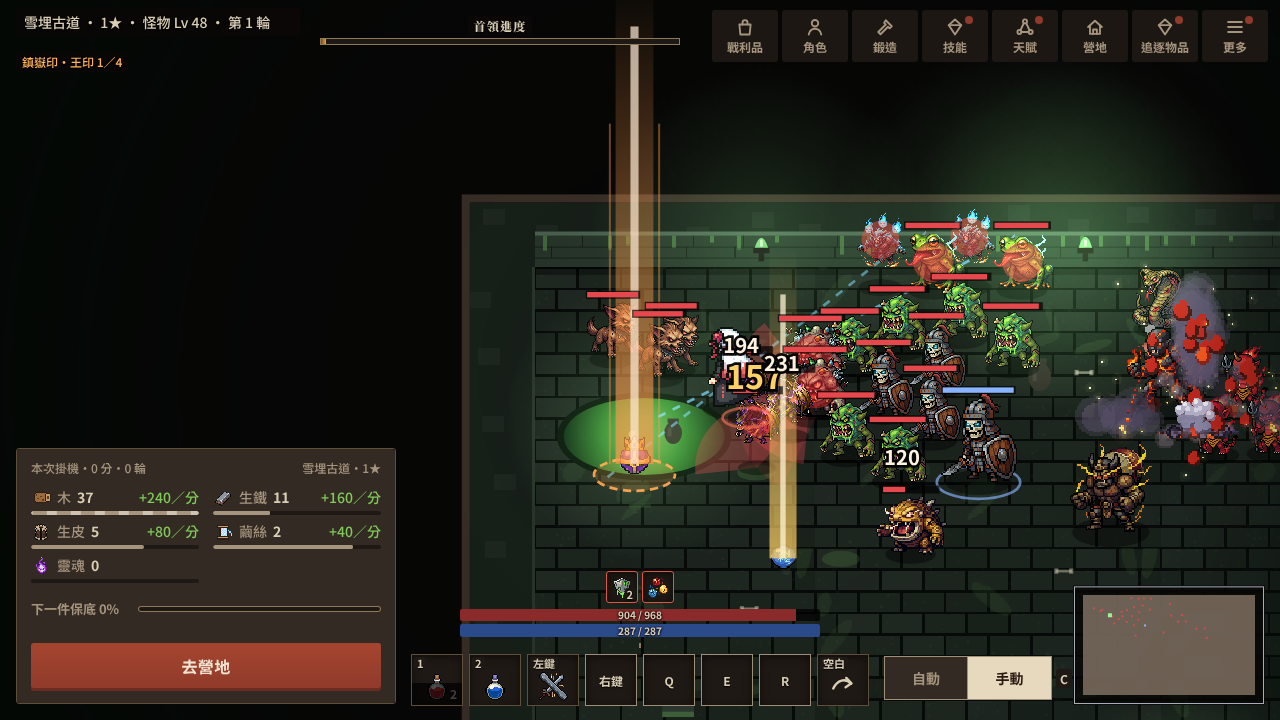 雪埋古道 · 1★ · 怪物 Lv 48 · 第 1 輪
首領進度
戰利品
角色
鍛造
技能
天賦
營地
追逐物品
更多
鎮嶽印·王印 1/4
194
231
157
120
本次掛機·0 分·0 輪
雪埋古道·1★
木 37 +240/分
生鐵 11 +160/分
生皮 5 +80/分
繭絲 2 +40/分
靈魂 0
下一件保底 0%
去營地
2
904 / 968
287 / 287
1
2
2
左鍵
右鍵
Q
E
R
空白
自動
手動
C